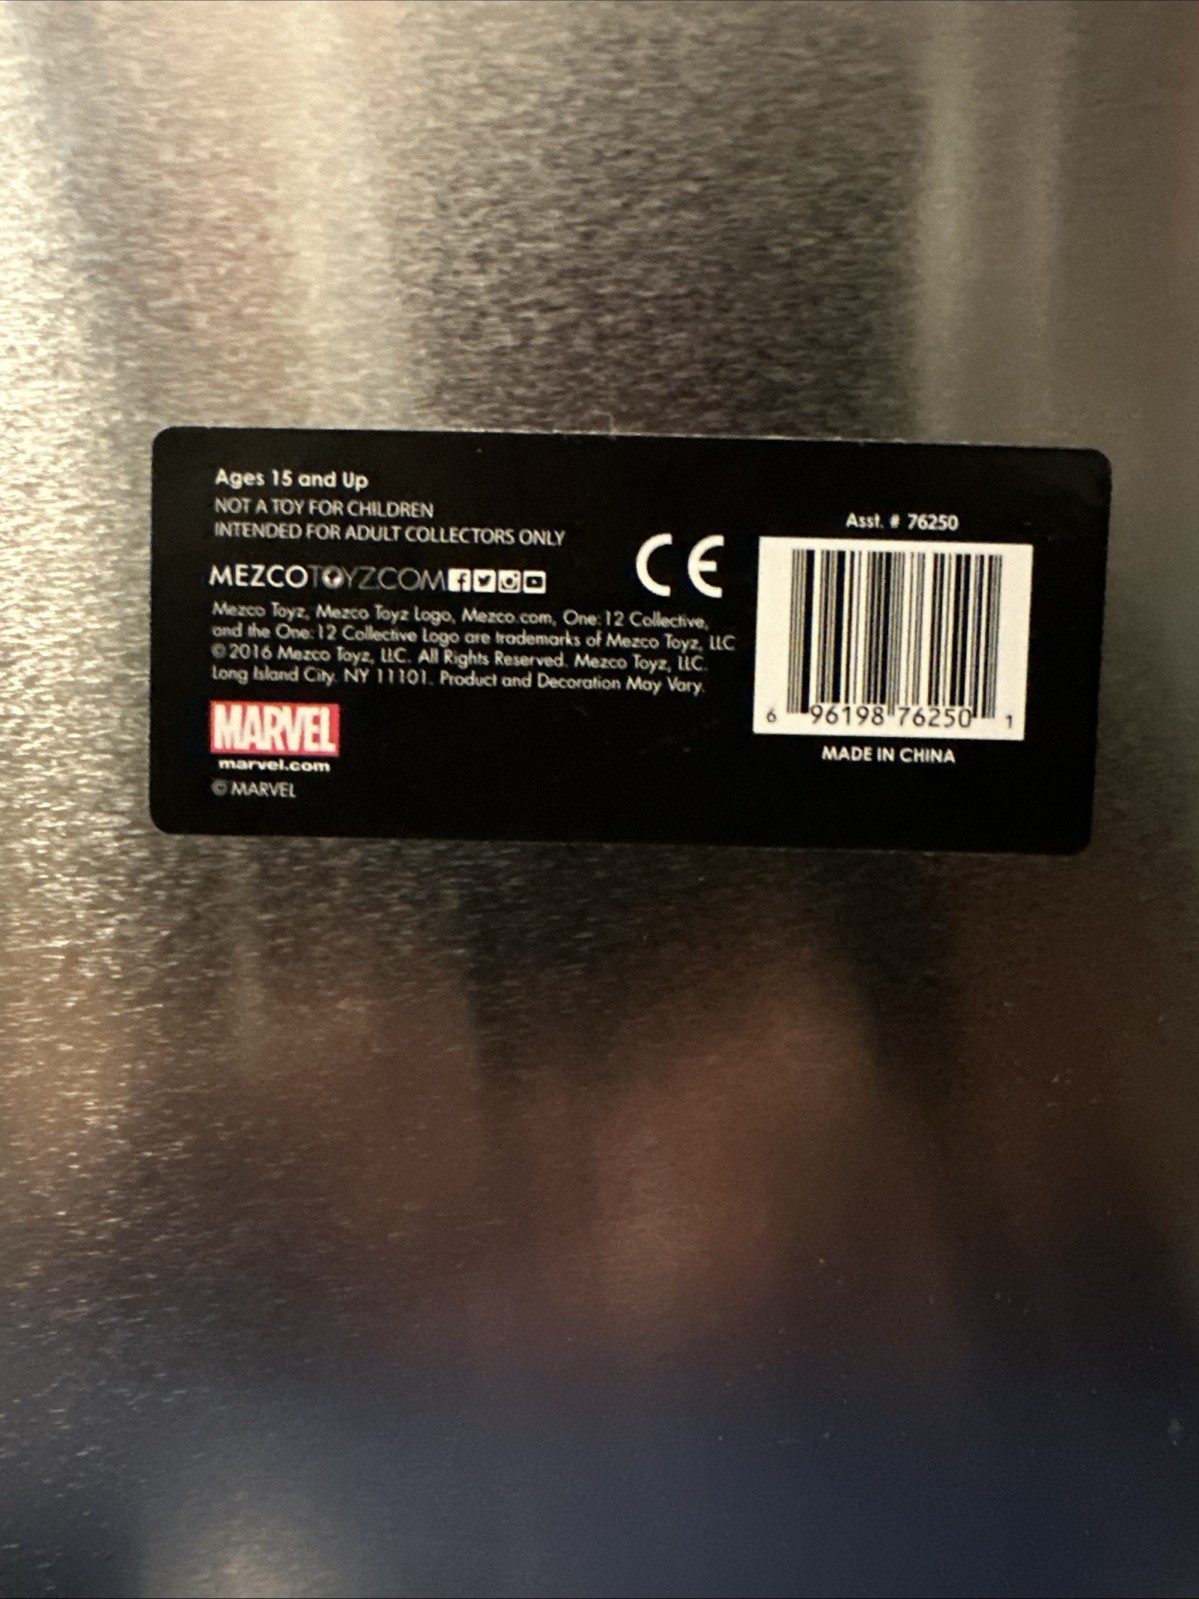 Ages 15 and Up
NOT A TOY FOR CHILDREN
INTENDED FOR ADULT COLLECTORS ONLY
MEZCOTOYZ.COM
Mezco Toyz, Mezco Toyz Logo, Mezco.com, One:12 Collective,
and the One:12 Collective Logo are trademarks of Mezco Toyz, LLC
© 2016 Mezco Toyz, LLC. All Rights Reserved. Mezco Toyz, LLC.
Long Island City, NY 11101. Product and Decoration May Vary.
MARVEL
marvel.com
© MARVEL
CE
Asst. # 76250
6 96198 76250 1
MADE IN CHINA